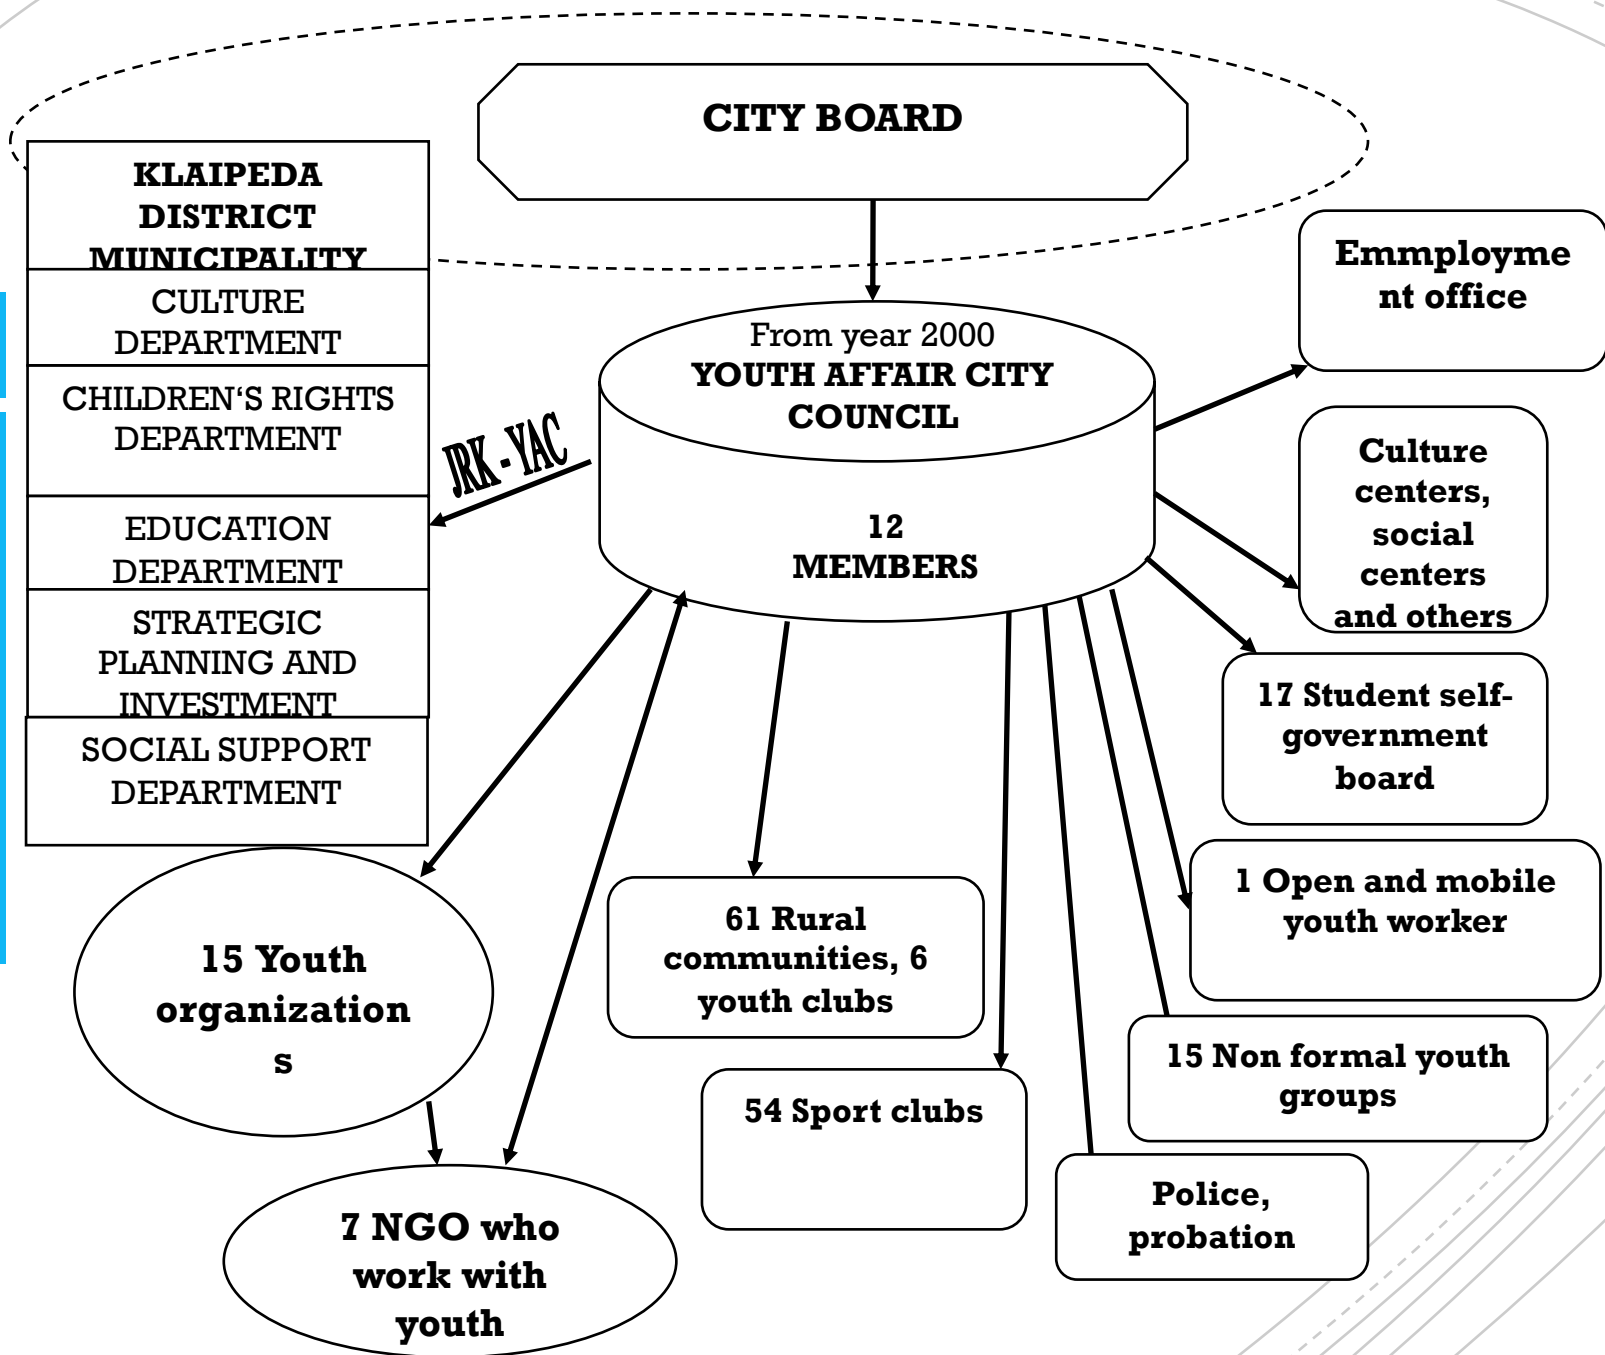 CITY BOARD
KLAIPEDA
DISTRICT
MUNICIPALITY
CULTURE
DEPARTMENT
CHILDREN‘S RIGHTS
DEPARTMENT
EDUCATION
DEPARTMENT
STRATEGIC
PLANNING AND
INVESTMENT
SOCIAL SUPPORT
DEPARTMENT
JRK - YAC
From year 2000
YOUTH AFFAIR CITY
COUNCIL
12
MEMBERS
Emmployme
nt office
Culture
centers,
social
centers
and others
17 Student self-
government
board
1 Open and mobile
youth worker
15 Non formal youth
groups
Police,
probation
54 Sport clubs
61 Rural
communities, 6
youth clubs
15 Youth
organization
s
7 NGO who
work with
youth